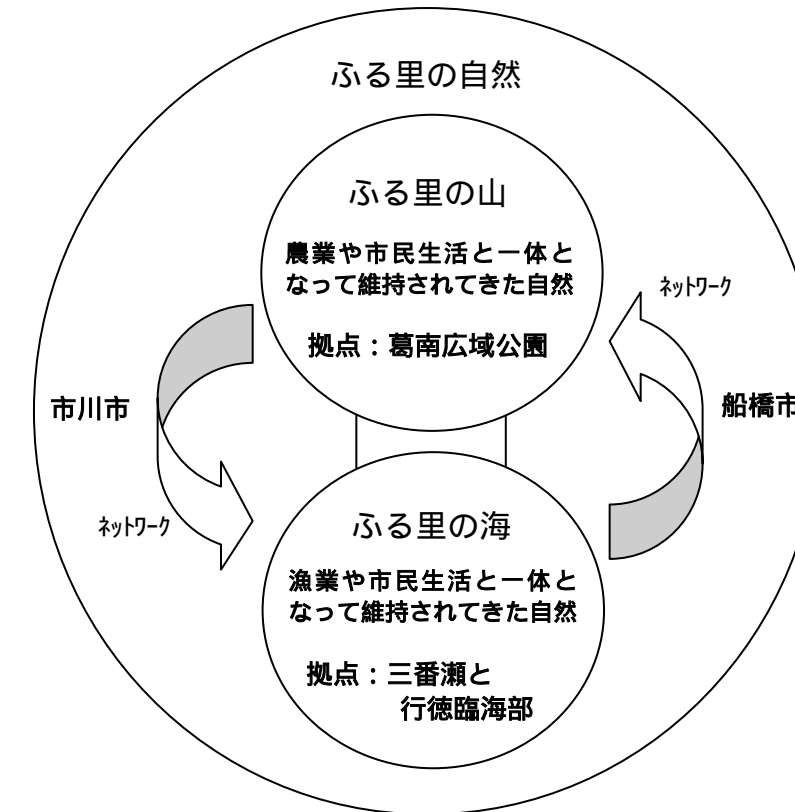 ふる里の自然
ふる里の山
農業や市民生活と一体と
なって維持されてきた自然
拠点：葛南広域公園
ﾈｯﾄﾜｰｸ
市川市
船橋市
ﾈｯﾄﾜｰｸ
ふる里の海
漁業や市民生活と一体と
なって維持されてきた自然
拠点：三番瀬と
行徳臨海部